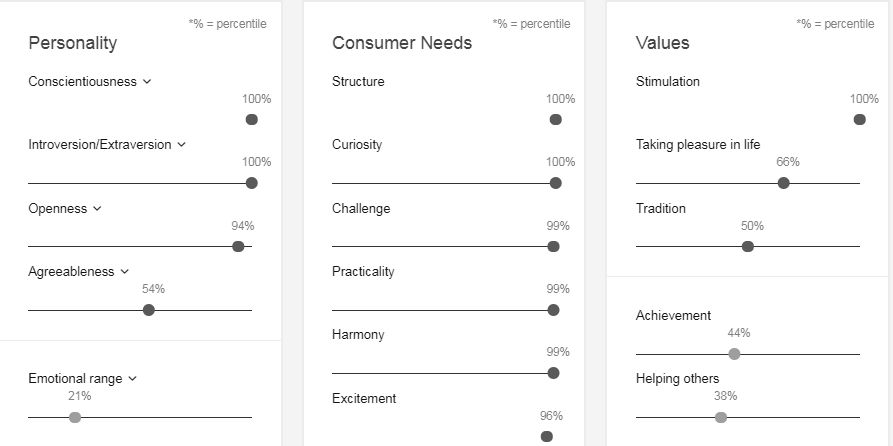 *% = percentile
Personality
Conscientiousness
100%
Introversion/Extraversion
100%
Openness
94%
Agreeableness
54%
Emotional range
21%
*% = percentile
Consumer Needs
Structure
100%
Curiosity
100%
Challenge
99%
Practicality
99%
Harmony
99%
Excitement
96%
*% = percentile
Values
Stimulation
100%
Taking pleasure in life
66%
Tradition
50%
Achievement
44%
Helping others
38%